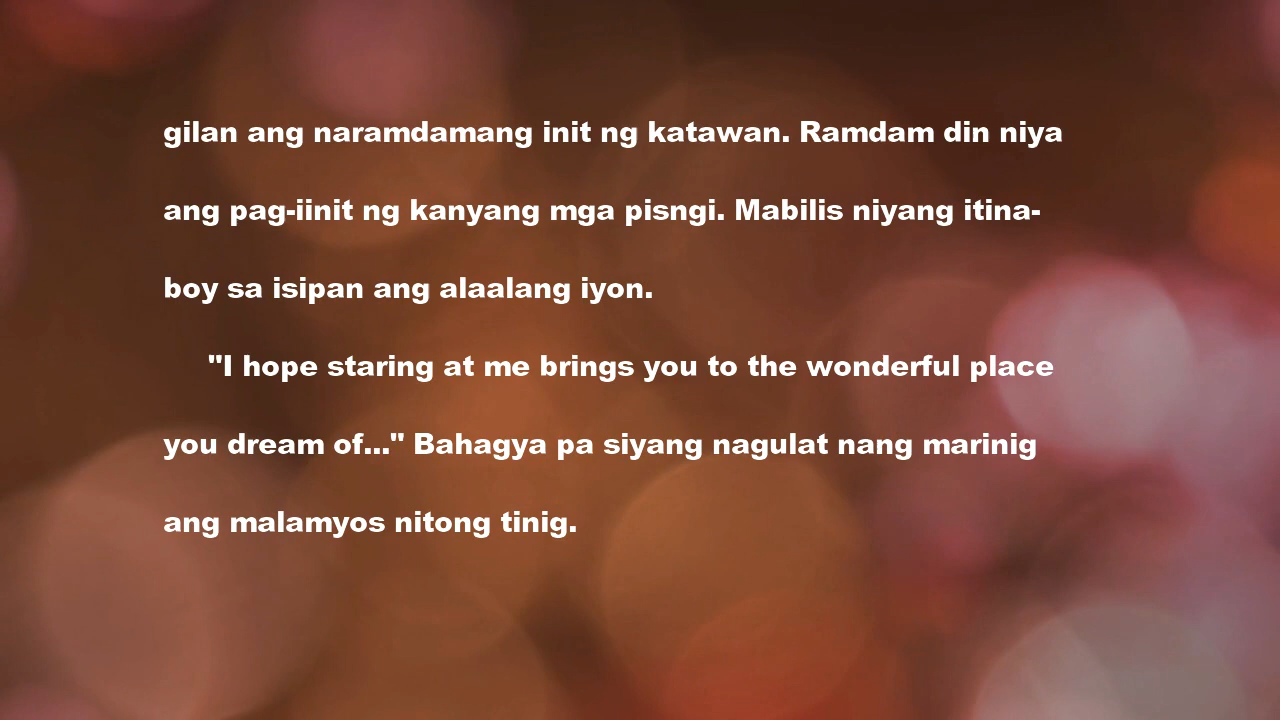 gilan ang naramdamang init ng katawan. Ramdam din niya
ang pag-iinit ng kanyang mga pisngi. Mabilis niyang itina-
boy sa isipan ang alaalang iyon.
"I hope staring at me brings you to the wonderful place
you dream of..." Bahagya pa siyang nagulat nang marinig
ang malamyos nitong tinig.